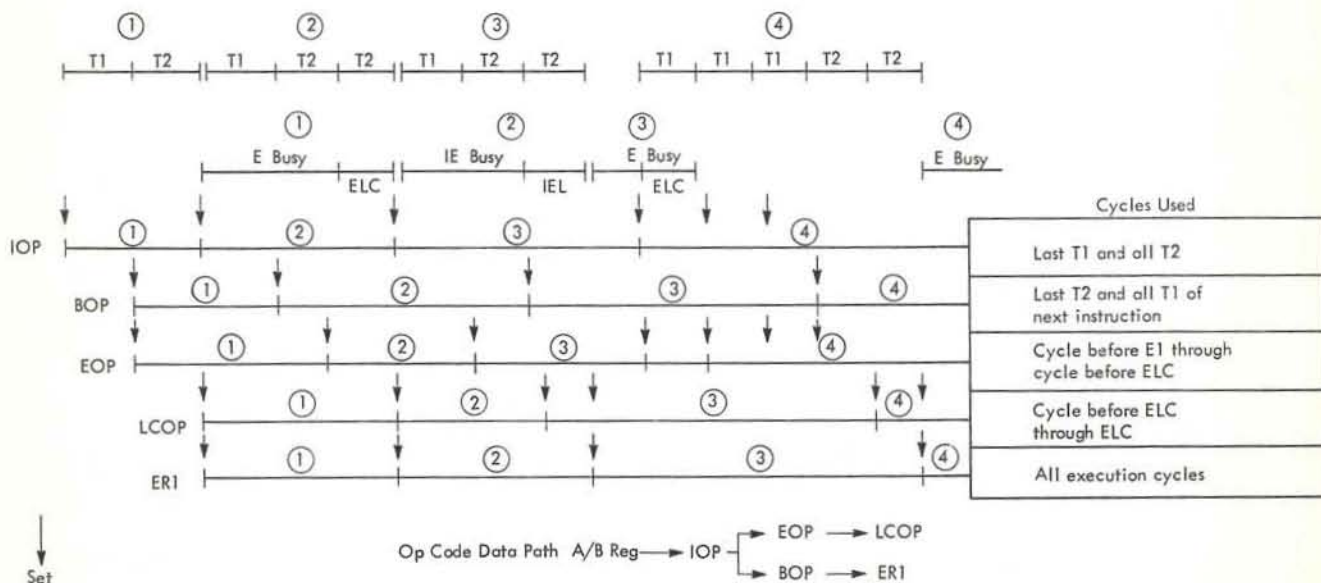 ① ② ③ ④
T1 T2 T1 T2 T2 T1 T2 T2 T1 T1 T1 T2 T2
① ② ③ ④
E Busy IE Busy E Busy E Busy
ELC IEL ELC
Cycles Used
IOP ① ② ③ ④ Last T1 and all T2
BOP ① ② ③ ④ Last T2 and all T1 of
next instruction
EOP ① ② ③ ④ Cycle before E1 through
cycle before ELC
LCOP ① ② ③ ④ Cycle before ELC
through ELC
ER1 ① ② ③ ④ All execution cycles
Op Code Data Path A/B Reg IOP EOP LCOP
BOP ER1
Set